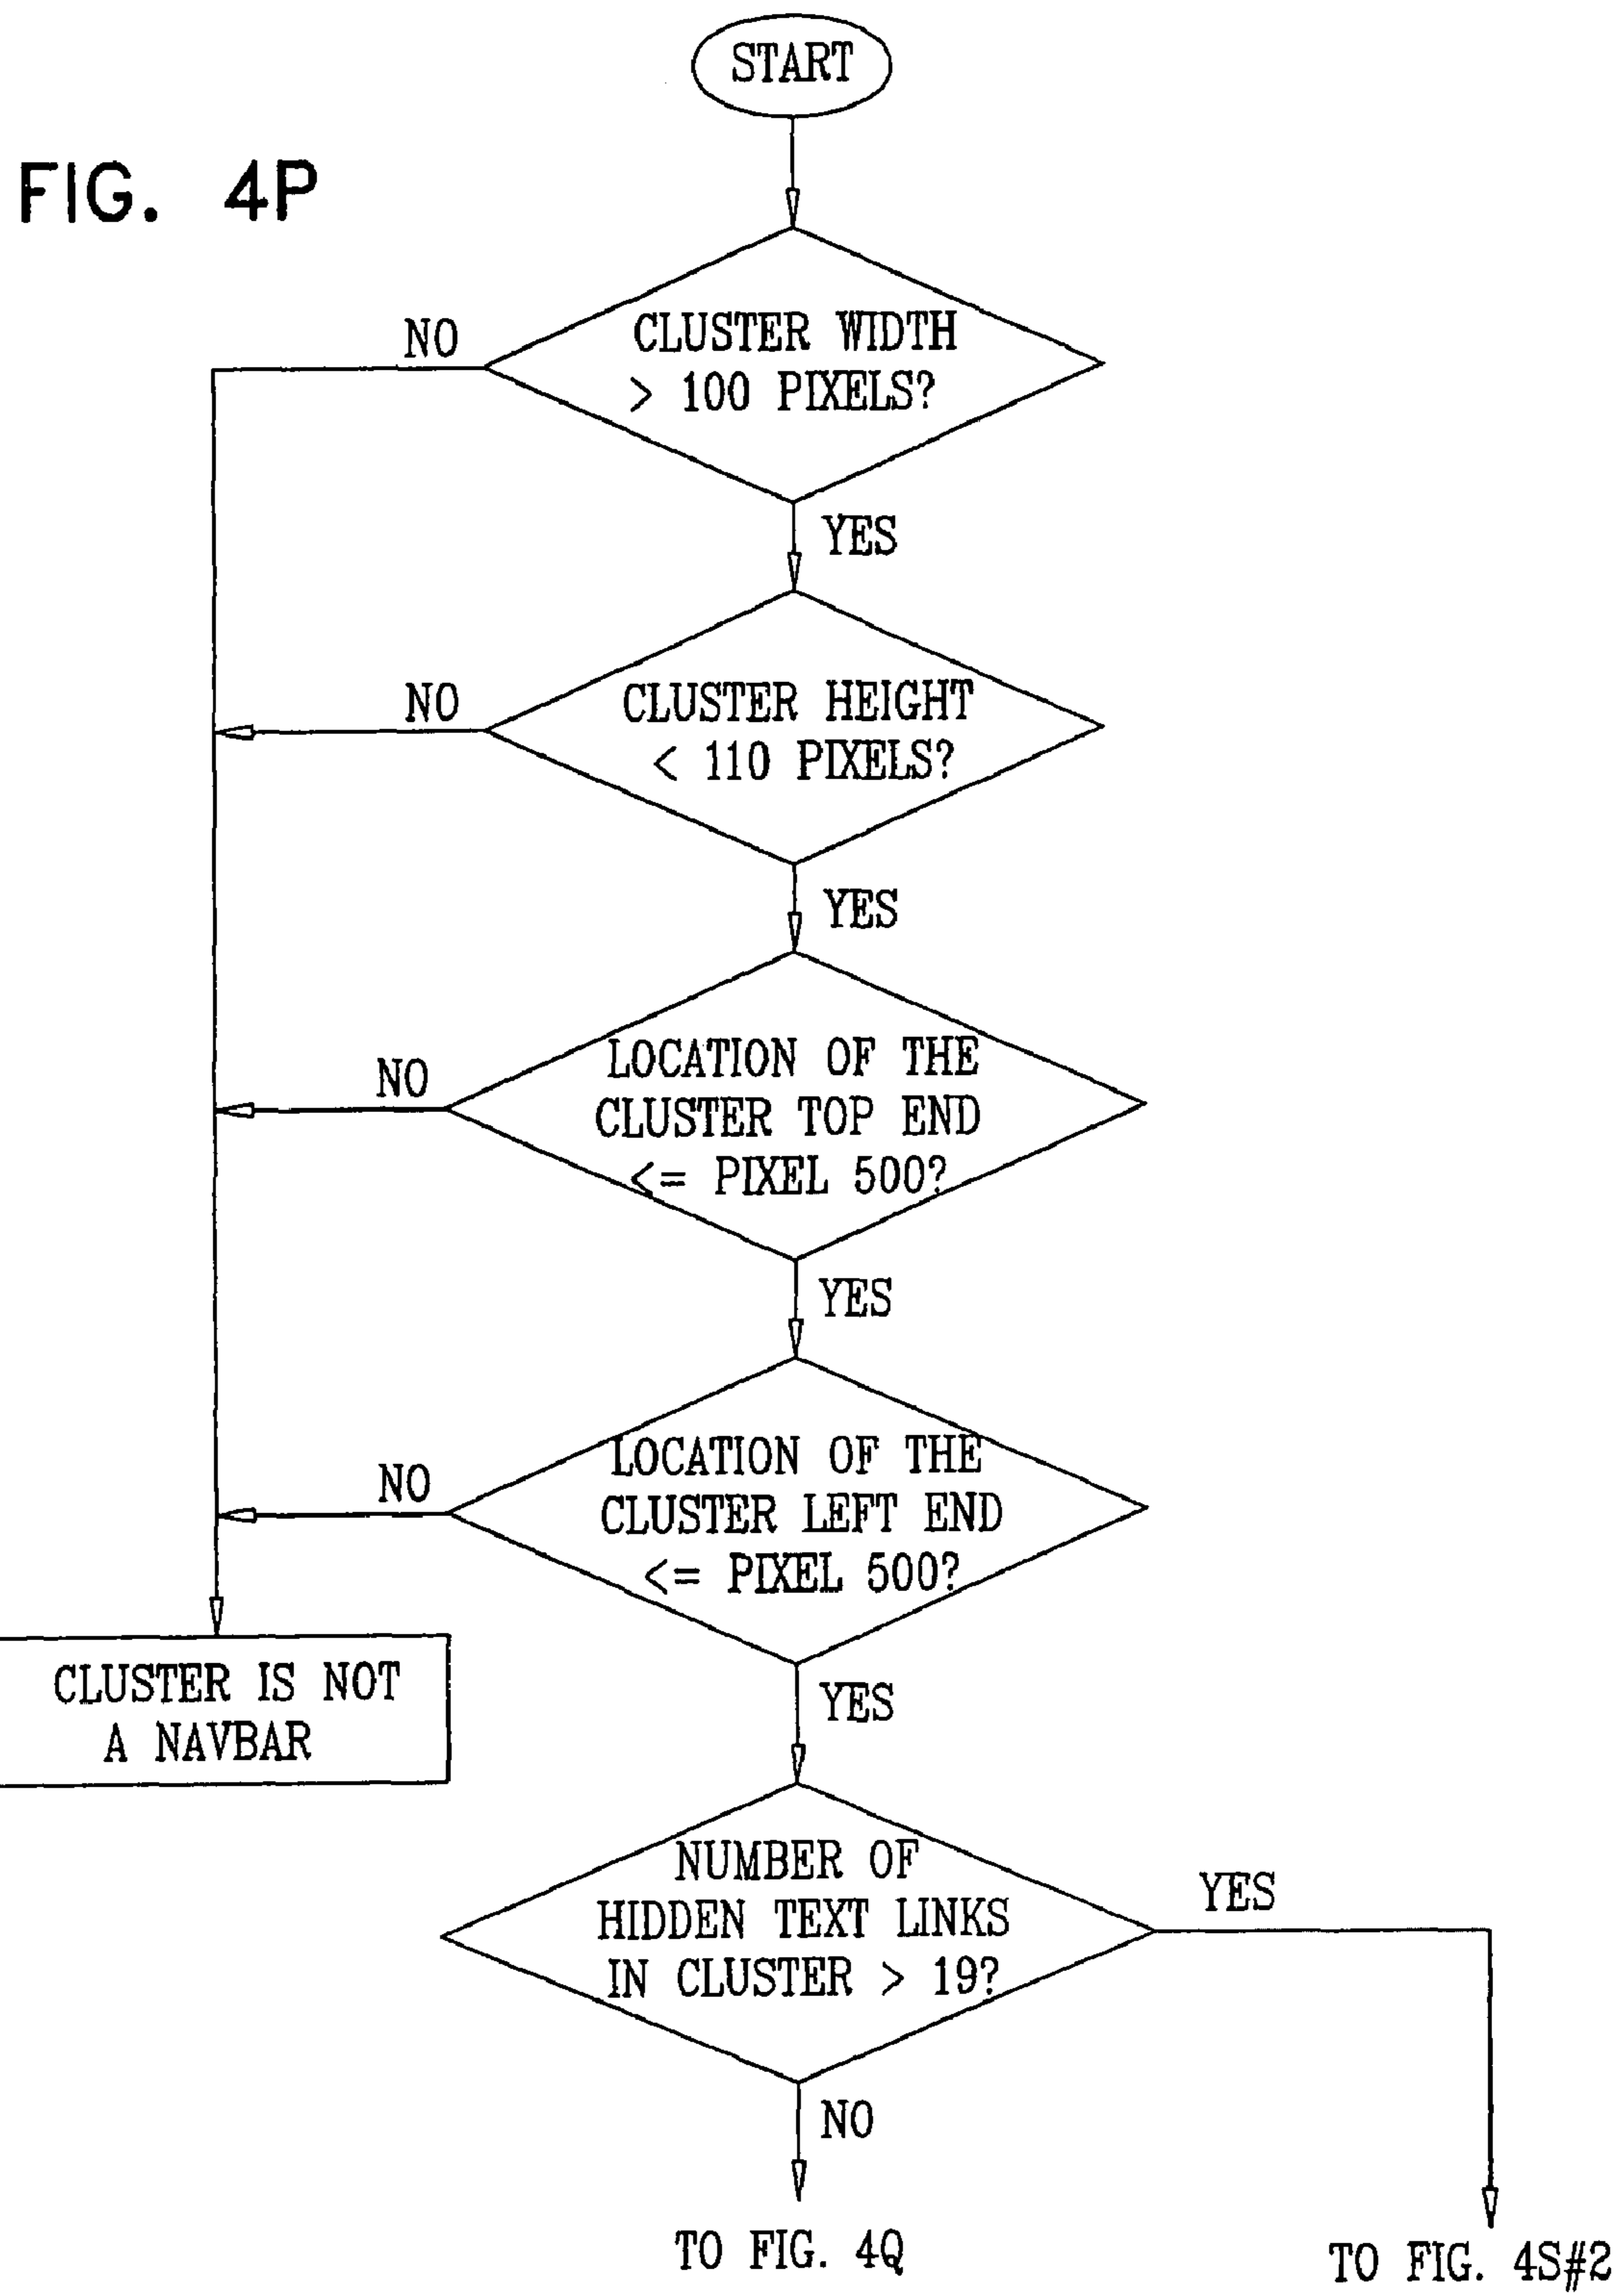 START
FIG. 4P
NO
CLUSTER WIDTH
> 100 PIXELS?
YES
NO
CLUSTER HEIGHT
< 110 PIXELS?
YES
NO
LOCATION OF THE
CLUSTER TOP END
<= PIXEL 500?
YES
NO
LOCATION OF THE
CLUSTER LEFT END
<= PIXEL 500?
CLUSTER IS NOT
A NAVBAR
YES
NUMBER OF
HIDDEN TEXT LINKS
IN CLUSTER > 19?
YES
NO
TO FIG. 4Q
TO FIG. 4S#2